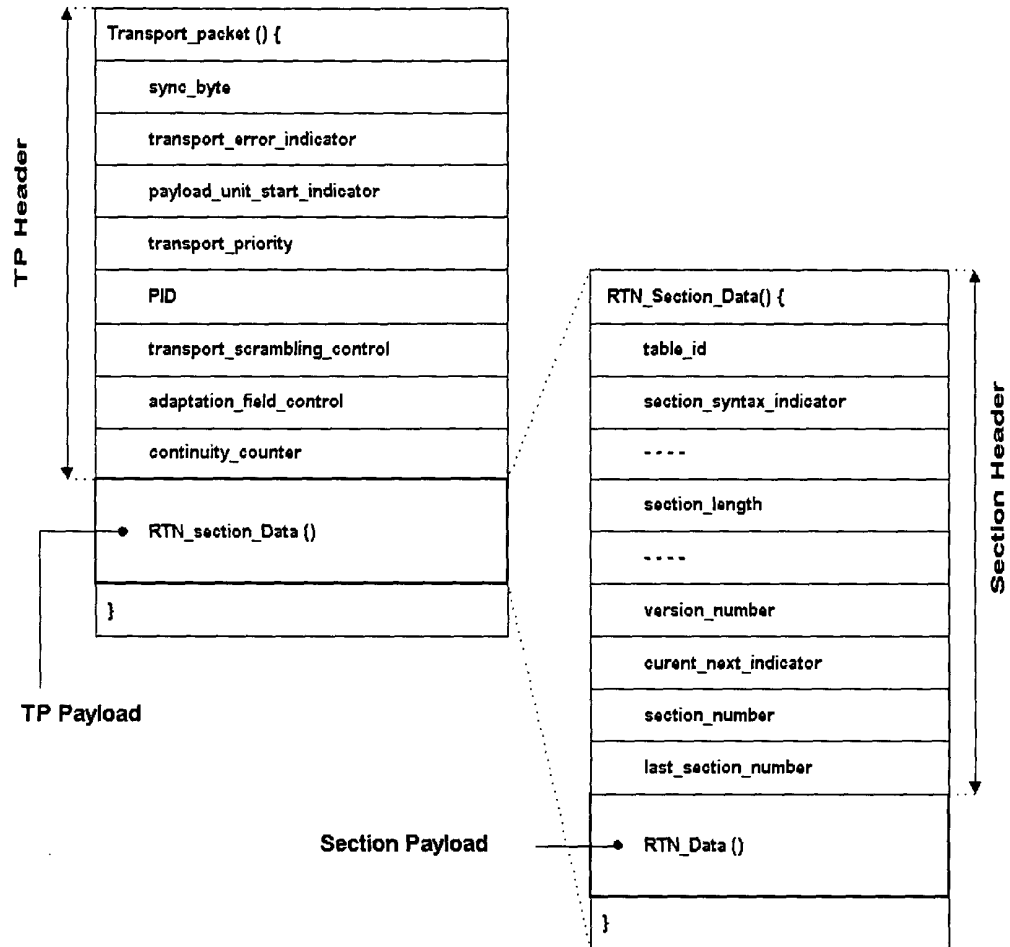 TP Header
Transport_packet () {
sync_byte
transport_error_indicator
payload_unit_start_indicator
transport_priority
PID
transport_scrambling_control
adaptation_field_control
continuity_counter
RTN_section_Data ()
}
TP Payload
RTN_Section_Data() {
table_id
section_syntax_indicator
----
section_length
----
version_number
curent_next_indicator
section_number
last_section_number
RTN_Data ()
}
Section Header
Section Payload